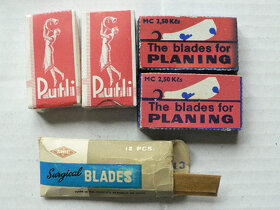 Putli
Putli
MC 2,50 Kčs
The blades for
PLANING
MC 2,50 Kčs
The blades for
PLANING
12 PCS.
Surgical BLADES